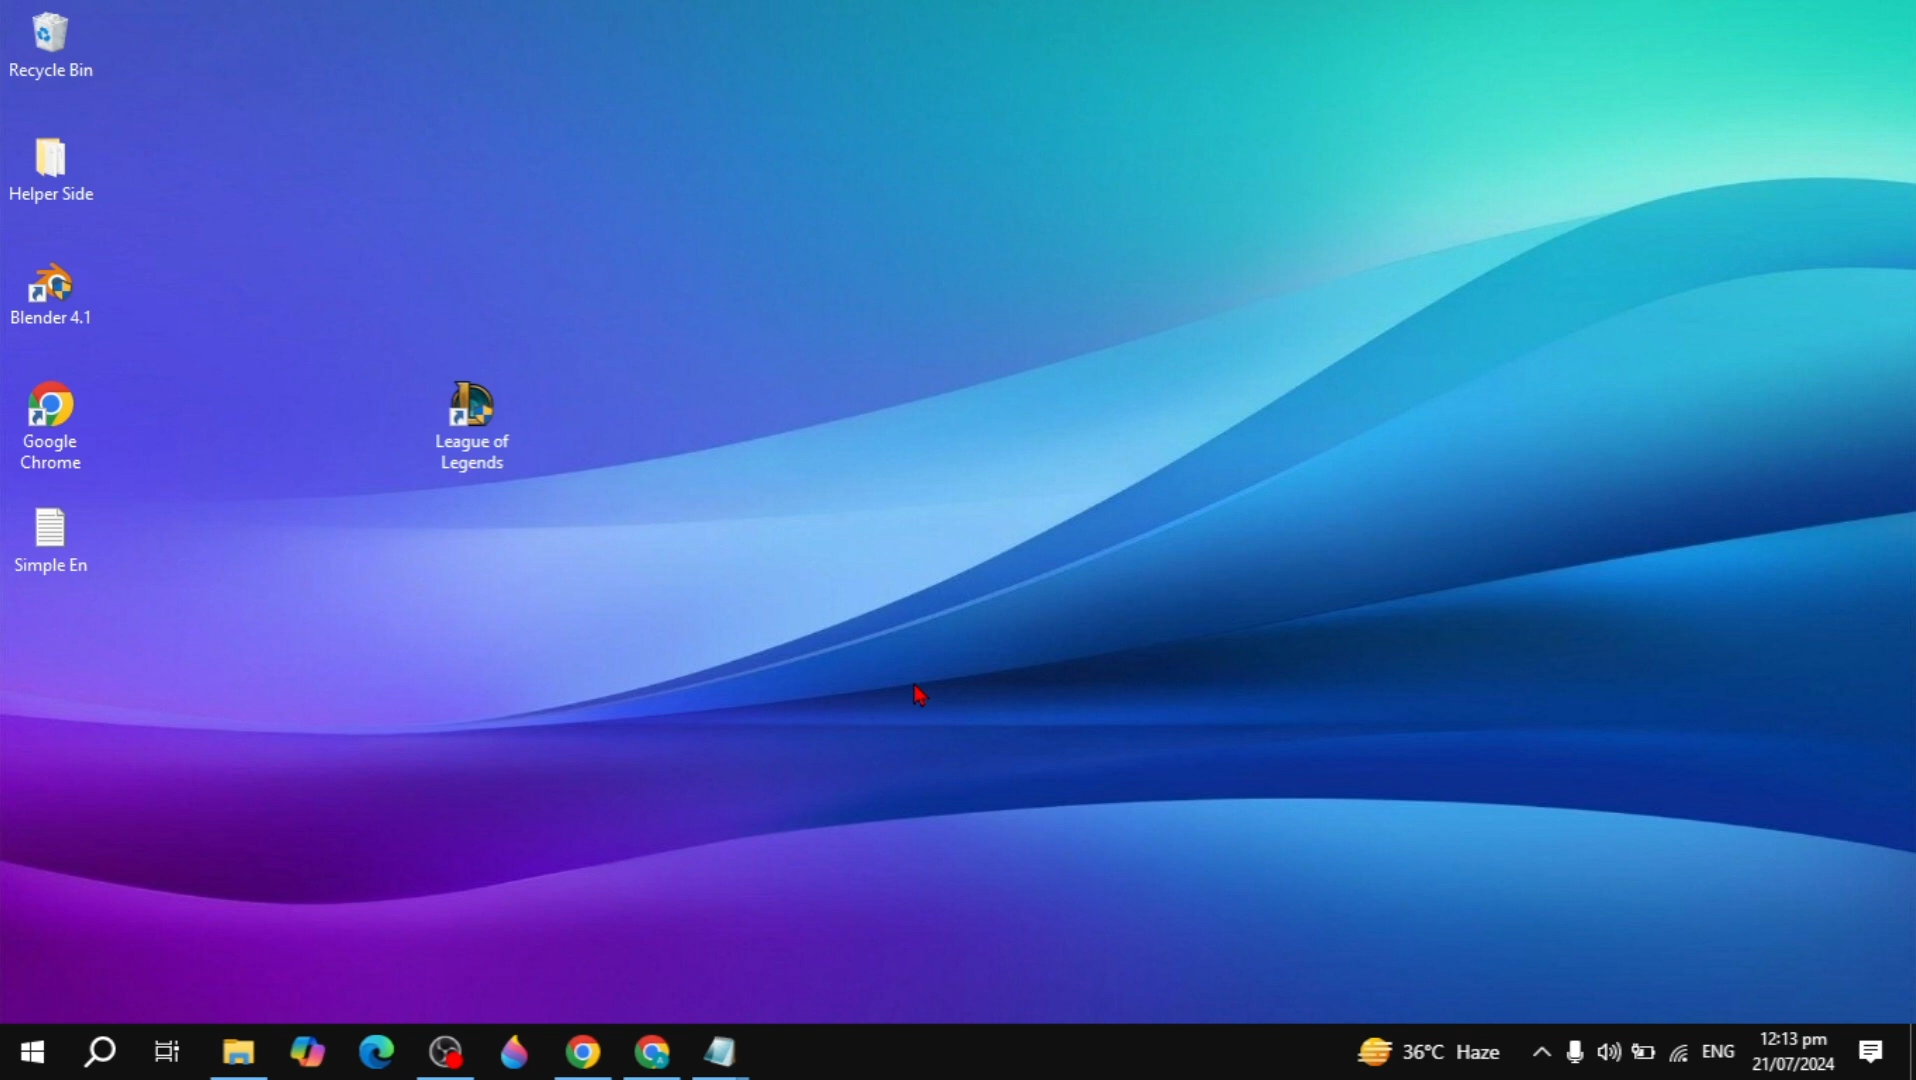 Recycle Bin
Helper Side
Blender 4.1
Google
Chrome
League of
Legends
Simple En
36°C Haze
ENG
12:13 pm
21/07/2024